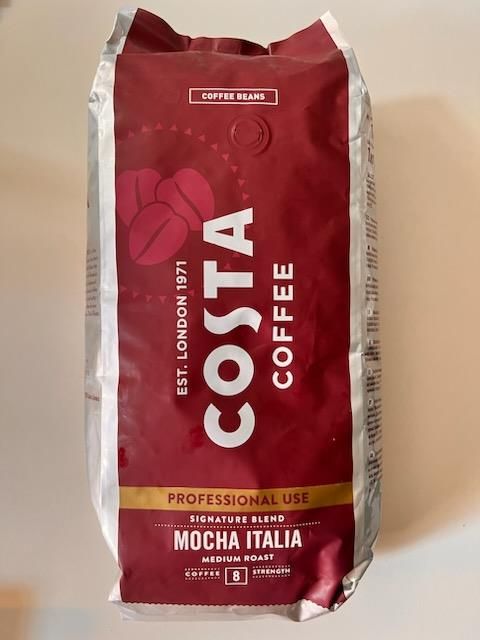 COFFEE BEANS
COSTA
COFFEE
EST. LONDON 1971
PROFESSIONAL USE
SIGNATURE BLEND
MOCHA ITALIA
MEDIUM ROAST
COFFEE 8 STRENGTH